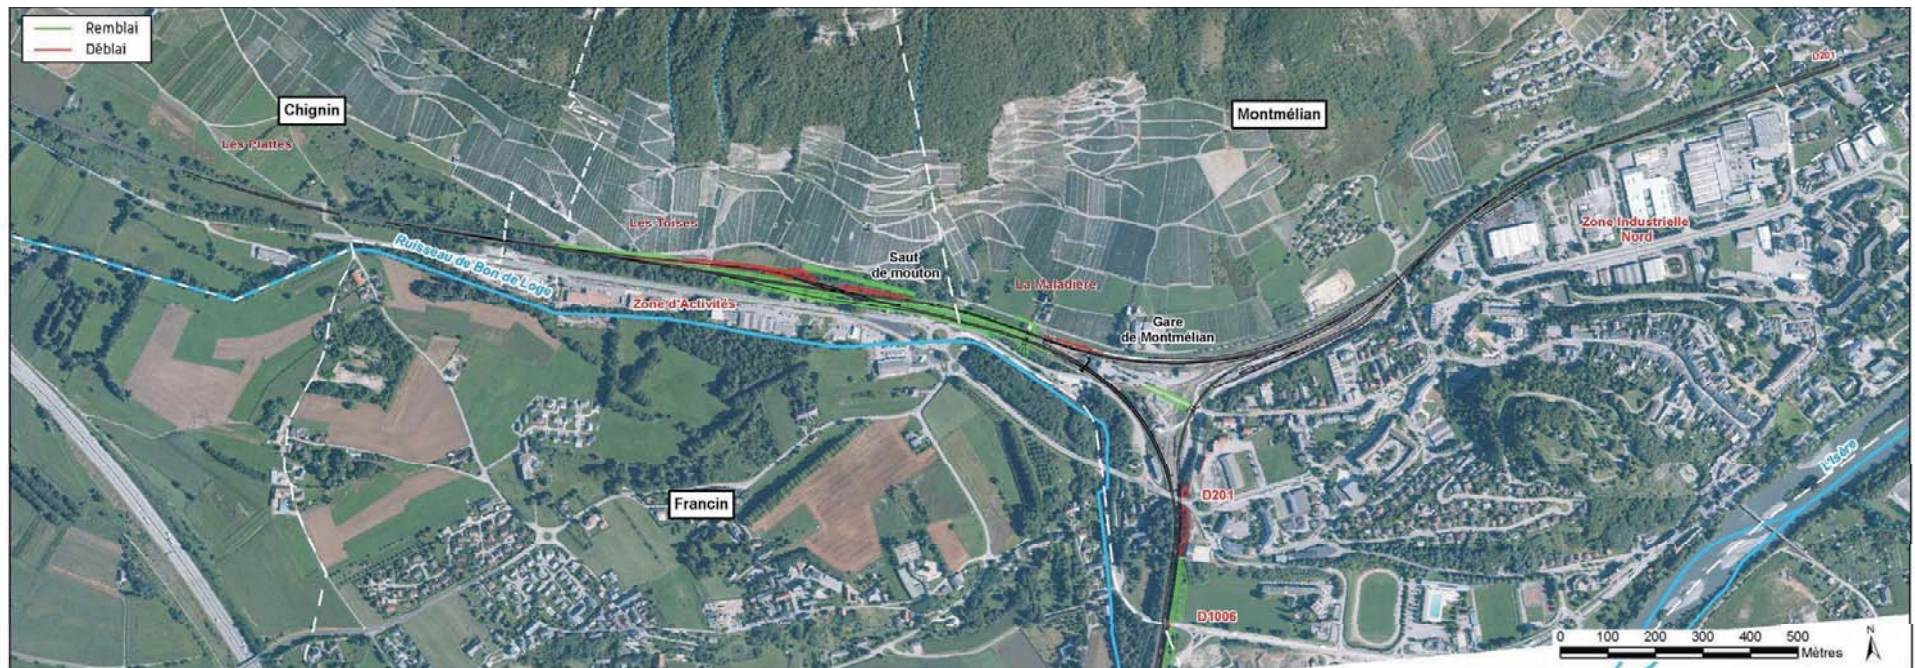 Remblai
Déblai
D201
Chignin
Montmélian
Les Plattes
Les Toises
Zone Industrielle
Nord
Ruisseau de Bon de Loge
Saut
de mouton
La Maladière
Zone d'Activités
Gare
de Montmélian
L'Isère
Francin
D201
D1006
0 100 200 300 400 500
Mètres
N